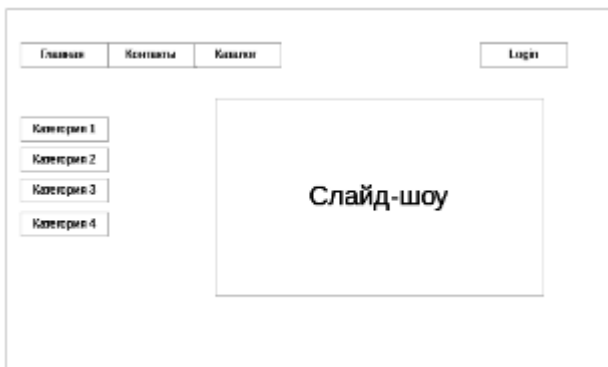 Главная Контакты Каталог Login
Категория 1
Категория 2
Категория 3
Категория 4
Слайд-шоу